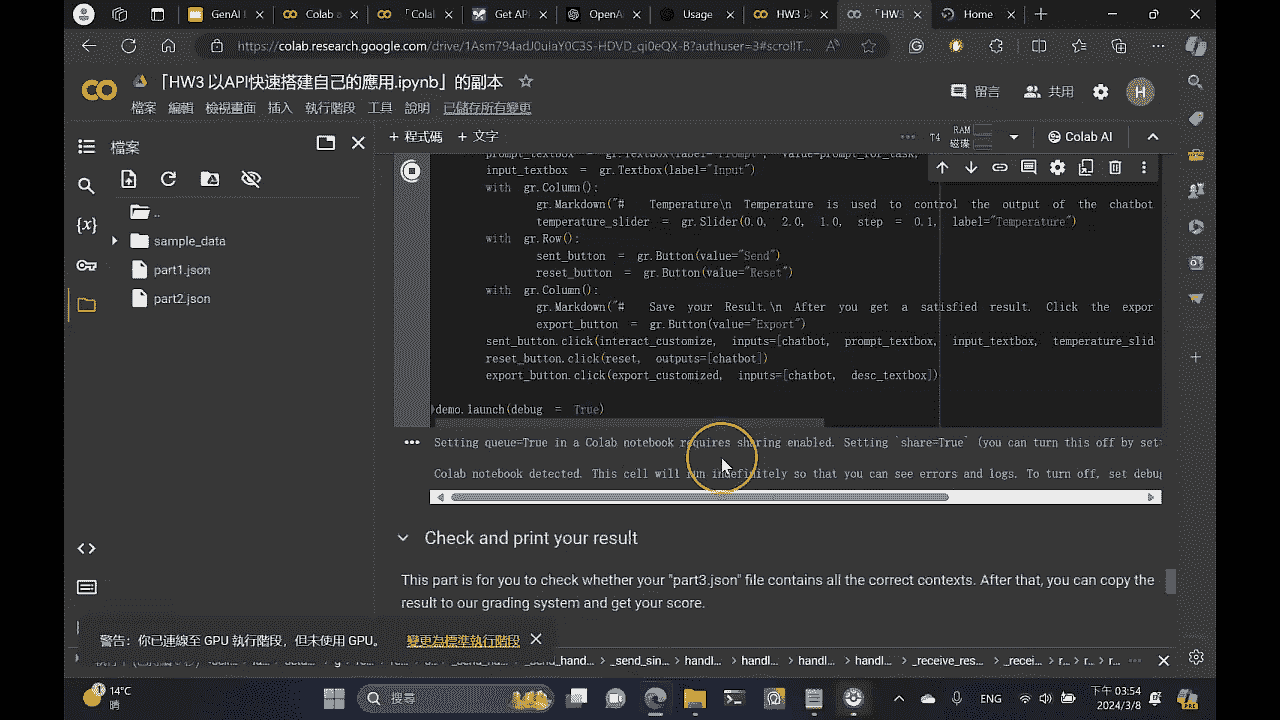 GenAI
Colab a
「Colal
Get API
OpenA
Usage
HW3
「HW3
Home
https://colab.research.google.com/drive/1Asm794adJ0uIaY0C3S-HDVD_qi0eQX-B?authuser=3#scrollT...
「HW3 以API快速搭建自己的應用.ipynb」的副本
檔案 編輯 檢視畫面 插入 執行階段 工具 說明 已儲存所有變更
留言 共用 H
檔案
+ 程式碼 + 文字
T4 RAM 磁碟
Colab AI
..
sample_data
part1.json
part2.json
prompt_textbox = gr.Textbox(label="Prompt", value=prompt_for_task,
input_textbox = gr.Textbox(label="Input")
with gr.Column():
gr.Markdown("# Temperature\n Temperature is used to control the output of the chatbot
temperature_slider = gr.Slider(0.0, 2.0, 1.0, step = 0.1, label="Temperature")
with gr.Row():
sent_button = gr.Button(value="Send")
reset_button = gr.Button(value="Reset")
with gr.Column():
gr.Markdown("# Save your Result.\n After you get a satisfied result. Click the expor
export_button = gr.Button(value="Export")
sent_button.click(interact_customize, inputs=[chatbot, prompt_textbox, input_textbox, temperature_slid
reset_button.click(reset, outputs=[chatbot])
export_button.click(export_customized, inputs=[chatbot, desc_textbox])
demo.launch(debug = True)
Setting queue=True in a Colab notebook requires sharing enabled. Setting `share=True` (you can turn this off by set
Colab notebook detected. This cell will run indefinitely so that you can see errors and logs. To turn off, set debug
Check and print your result
This part is for you to check whether your "part3.json" file contains all the correct contexts. After that, you can copy the
result to our grading system and get your score.
警告：你已連線至 GPU 執行階段，但未使用 GPU。 變更為標準執行階段
_send_hand... > _send_sin... > handl... > handl... > handl... > handl... > _receive_res... > _recei... > r... > r... > r...
14°C
陰
搜尋
ENG
下午 03:54
2024/3/8